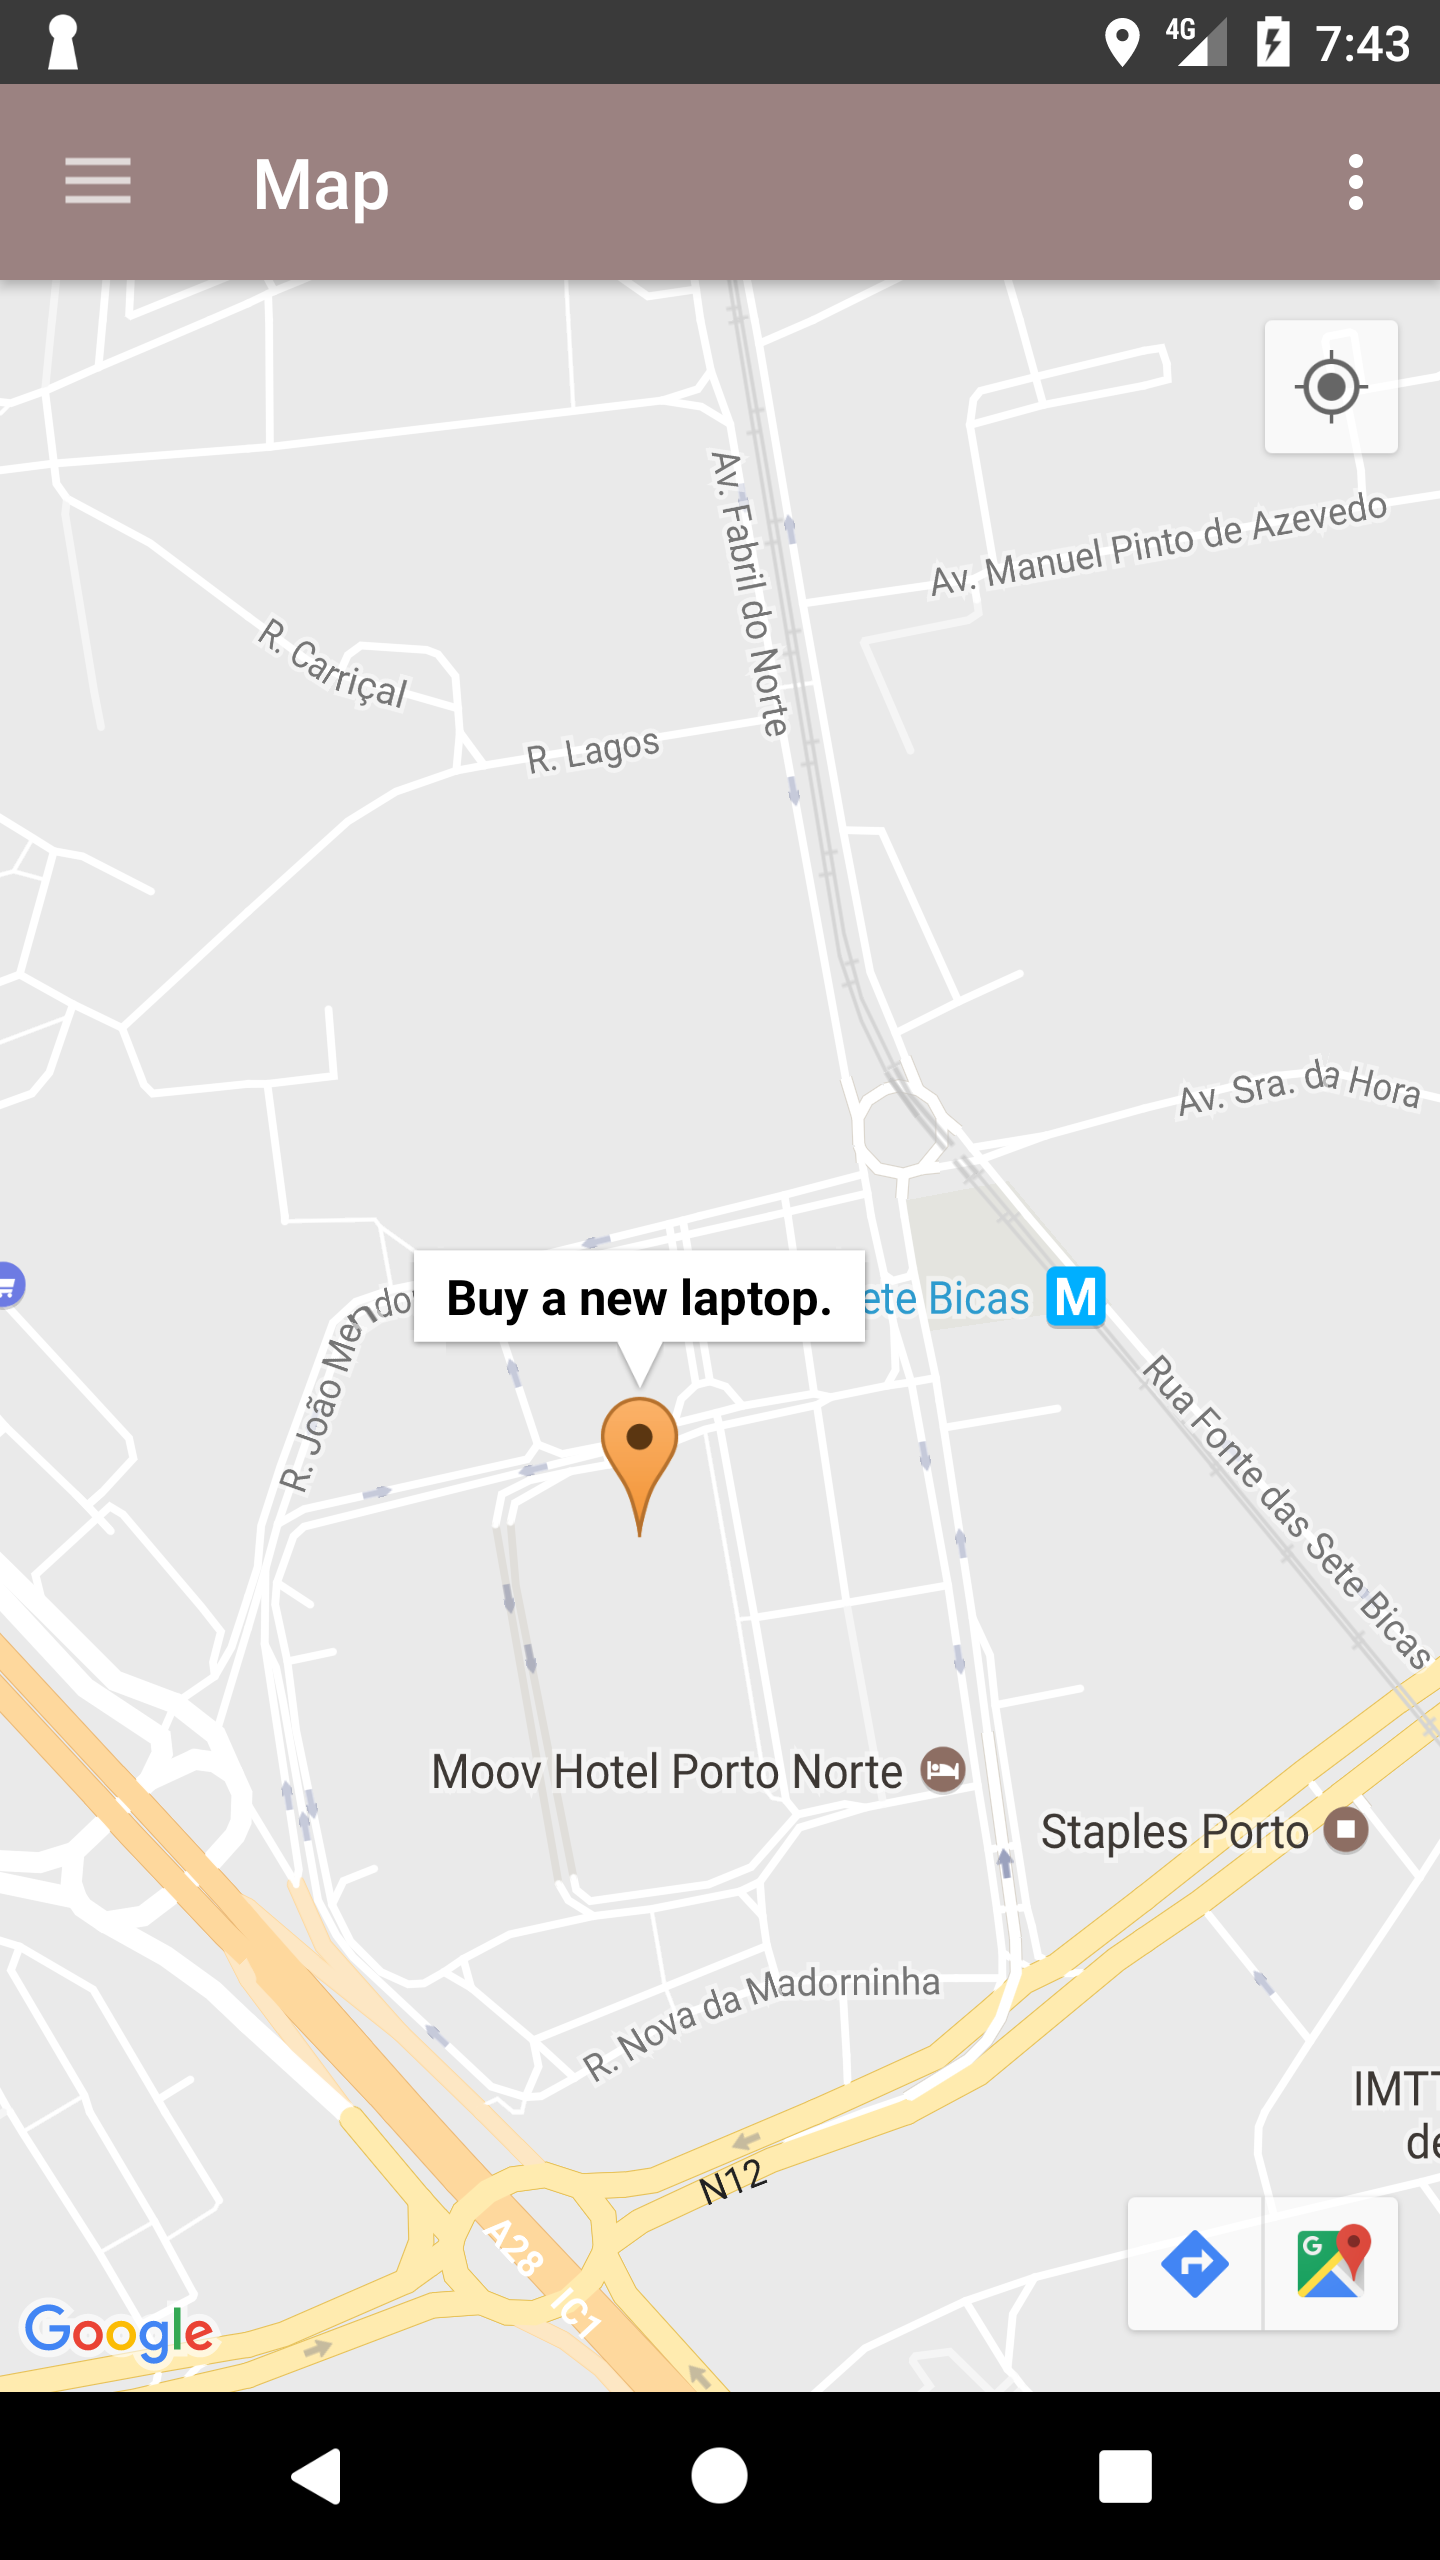 4G 7:43
Map
Av. Fabril do Norte
Av. Manuel Pinto de Azevedo
R. Carriçal
R. Lagos
Av. Sra. da Hora
Buy a new laptop.
Bicas
M
R. João
Rua Fonte das Sete Bicas
Moov Hotel Porto Norte
Staples Porto
R. Nova da Madorninha
IMT
de
N12
A28
IC1
G
Google